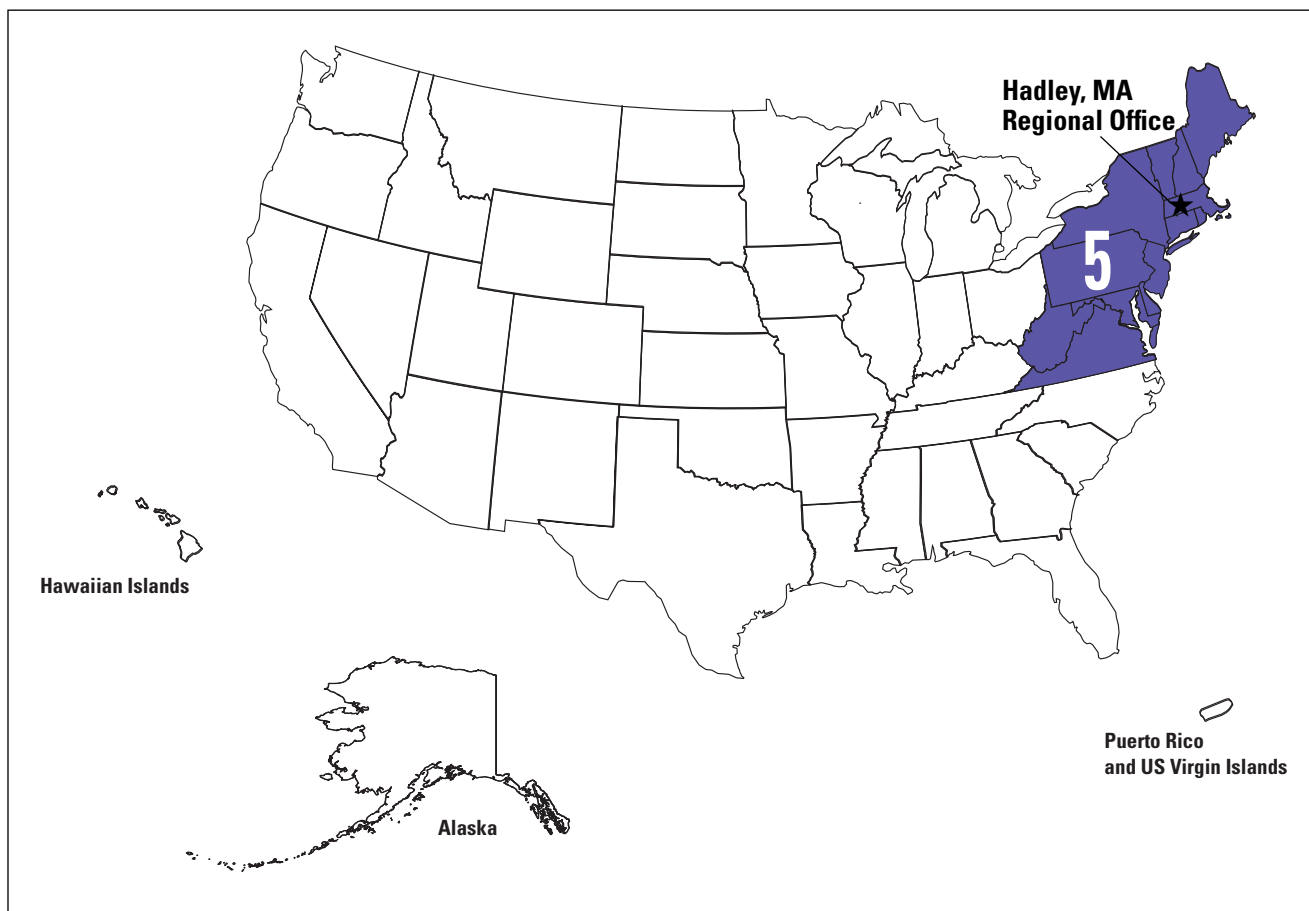 Hadley, MA
Regional Office
5
Hawaiian Islands
Puerto Rico
and US Virgin Islands
Alaska